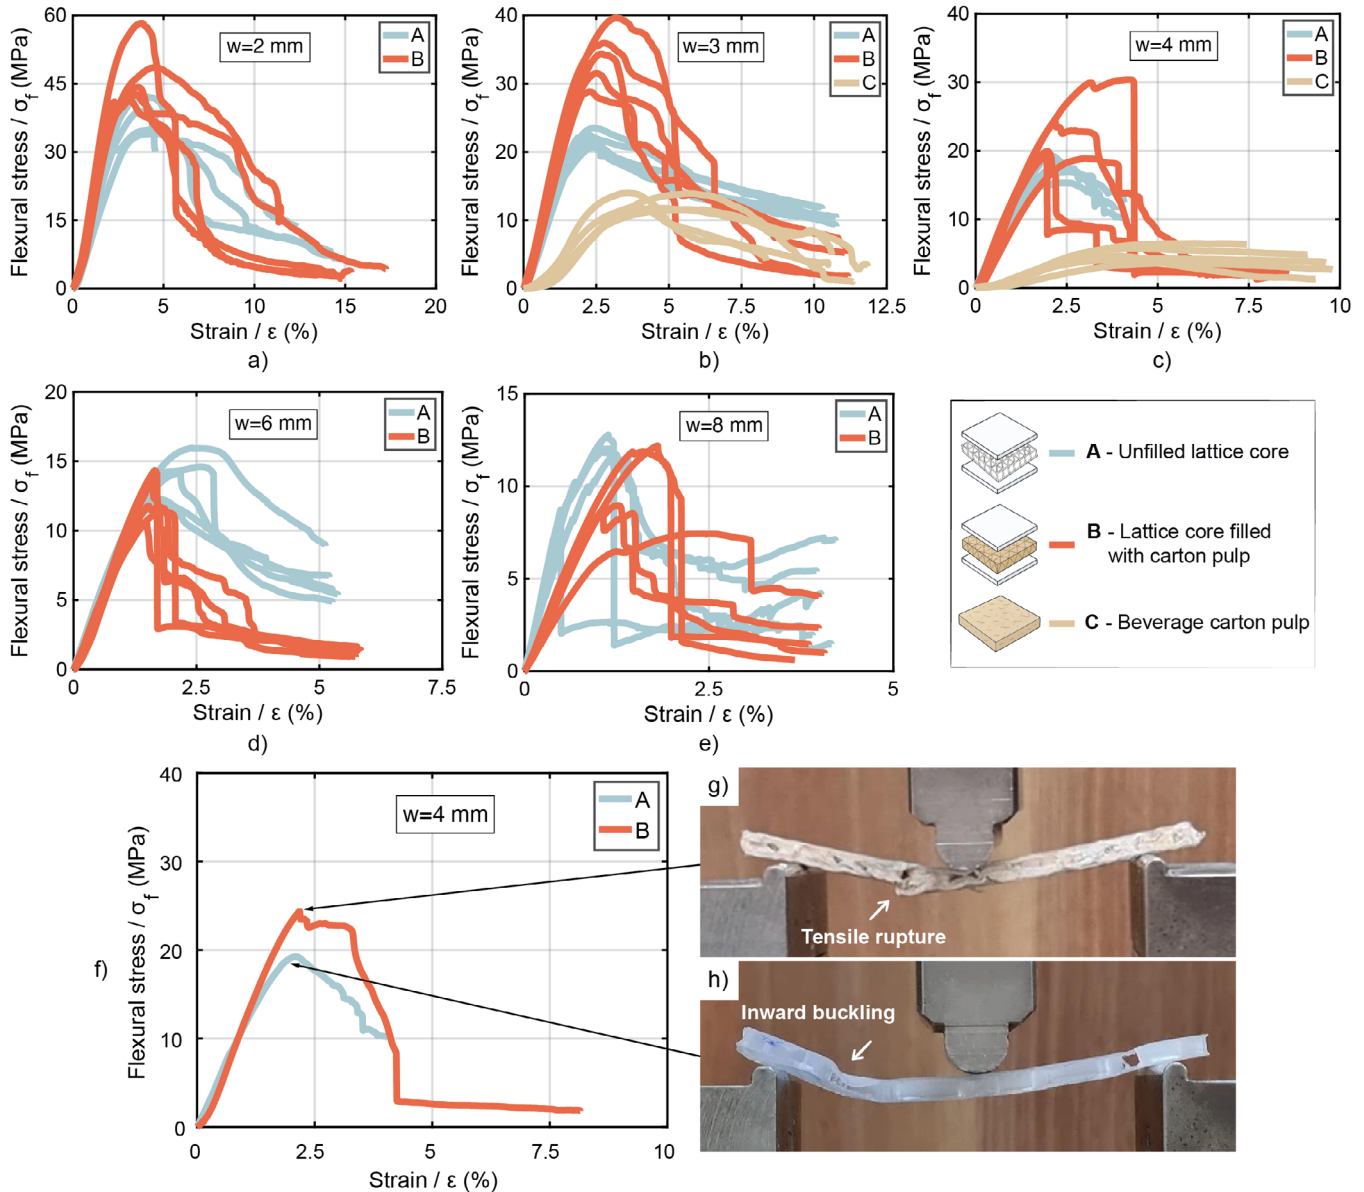 60
45
30
15
0
0
5
10
15
20
Flexural stress / σf (MPa)
w=2 mm
A
B
Strain / ε (%)
a)
40
30
20
10
0
0
2.5
5
7.5
10
12.5
Flexural stress / σf (MPa)
w=3 mm
A
B
C
Strain / ε (%)
b)
40
30
20
10
0
0
2.5
5
7.5
10
Flexural stress / σf (MPa)
w=4 mm
A
B
C
Strain / ε (%)
c)
20
15
10
5
0
0
2.5
5
7.5
Flexural stress / σf (MPa)
w=6 mm
A
B
Strain / ε (%)
d)
15
10
5
0
0
2.5
5
Flexural stress / σf (MPa)
w=8 mm
A
B
Strain / ε (%)
e)
A - Unfilled lattice core
B - Lattice core filled
with carton pulp
C - Beverage carton pulp
40
30
20
10
0
0
2.5
5
7.5
10
Flexural stress / σf (MPa)
w=4 mm
A
B
Strain / ε (%)
f)
g)
Tensile rupture
h)
Inward buckling